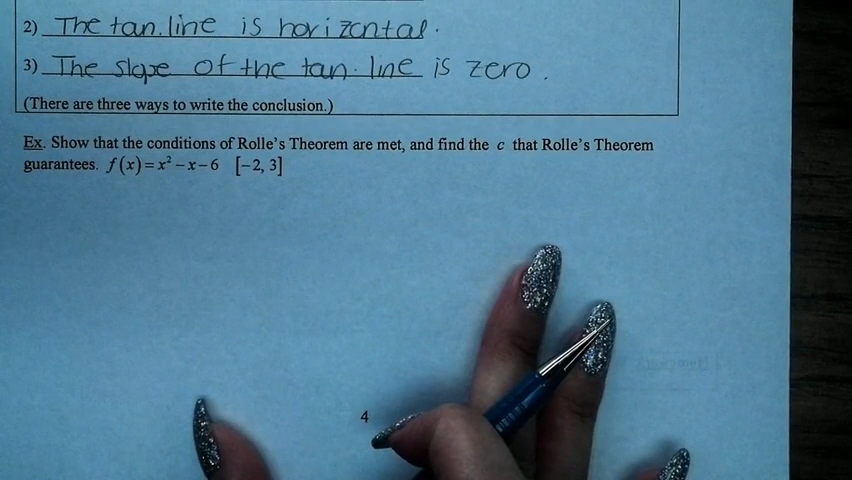 2) The tan. line is horizontal.
3) The slope of the tan. line is zero.
(There are three ways to write the conclusion.)
Ex. Show that the conditions of Rolle's Theorem are met, and find the c that Rolle's Theorem
guarantees. f(x)=x²−x−6 [−2, 3]
4